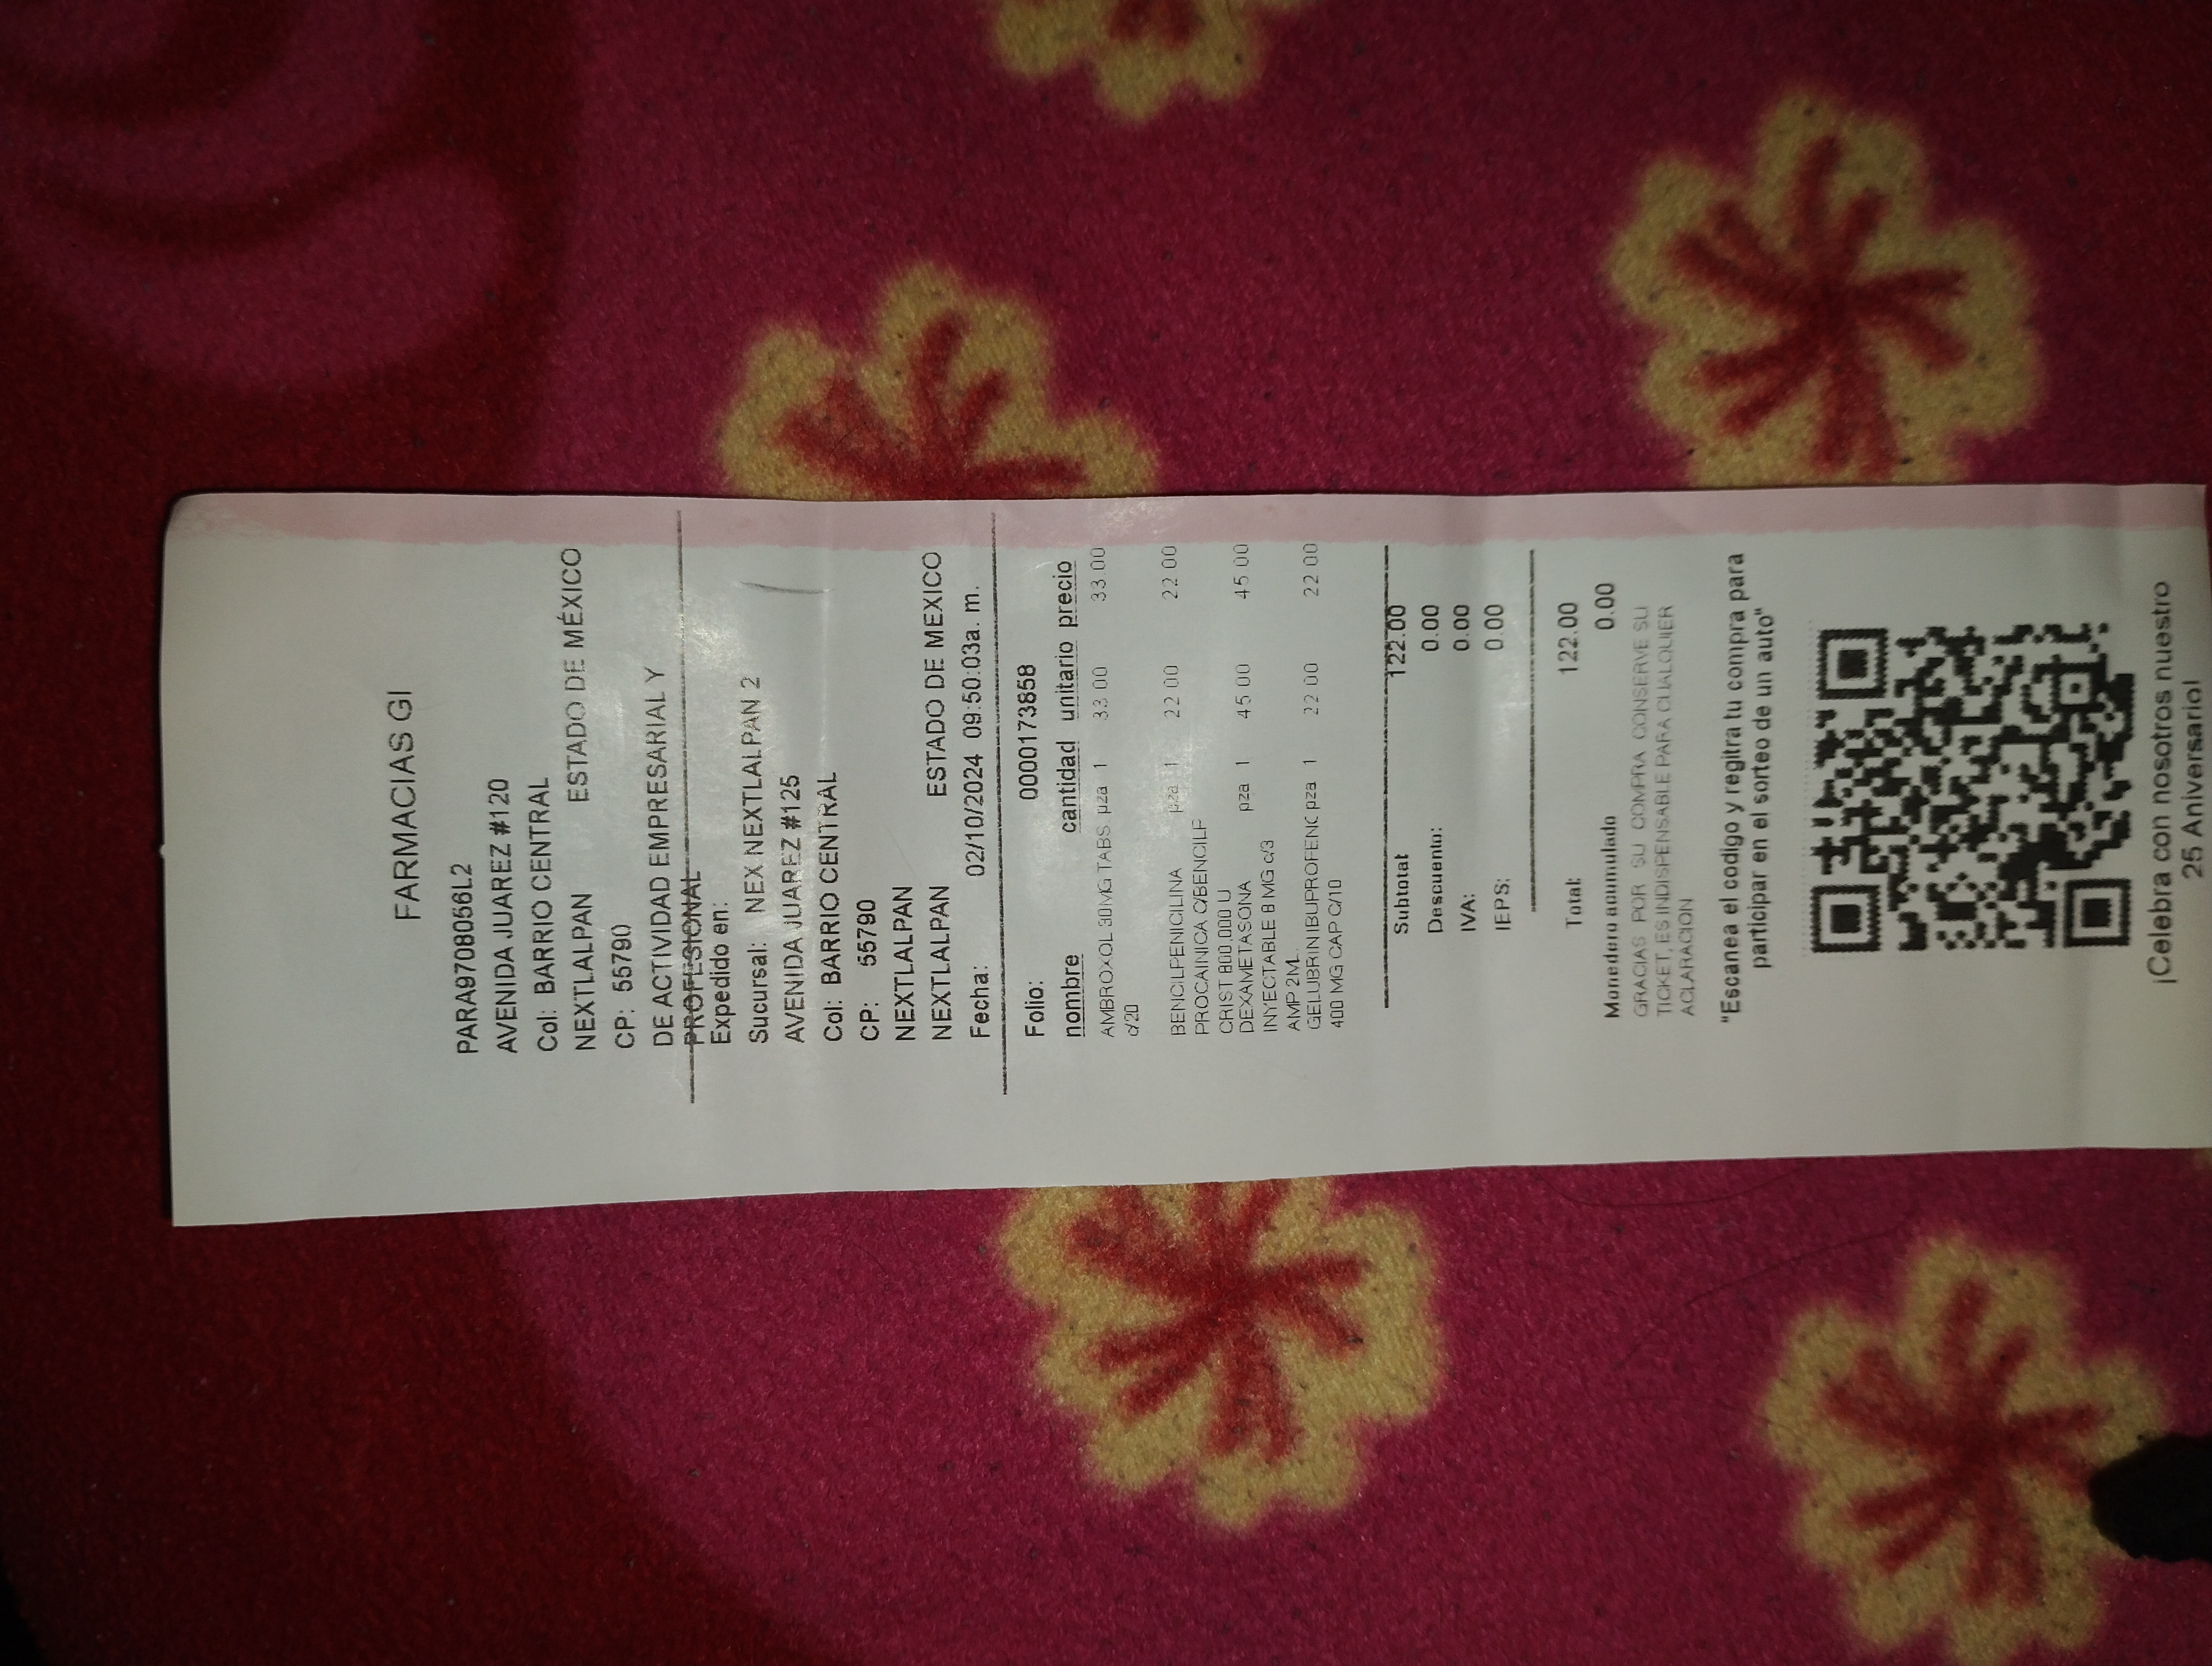 FARMACIAS GI
PARA9708056L2
AVENIDA JUAREZ #120
Col: BARRIO CENTRAL
NEXTLALPAN ESTADO DE MÉXICO
CP: 55790
DE ACTIVIDAD EMPRESARIAL Y
PROFESIONAL
Expedido en:
Sucursal: NEX NEXTLALPAN 2
AVENIDA JUAREZ #125
Col: BARRIO CENTRAL
CP: 55790
NEXTLALPAN
NEXTLALPAN ESTADO DE MEXICO
Fecha: 02/10/2024 09:50:03a. m.
Folio: 0000173858
nombre cantidad unitario precio
AMBROXOL 30MG TABS pza 1 33.00 33.00
c/20
BENCILPENICILINA pza 1 22.00 22.00
PROCAINICA C/BENCILP
CRIST 800,000 U
DEXAMETASONA pza 1 45.00 45.00
INYECTABLE 8 MG c/3
AMP 2ML.
GELUBRIN IBUPROFENC pza 1 22.00 22.00
400 MG CAP C/10
Subtotat 122.00
Descuento: 0.00
IVA: 0.00
IEPS: 0.00
Total: 122.00
Monedero acumulado 0.00
GRACIAS POR SU COMPRA CONSERVE SU
TICKET, ES INDISPENSABLE PARA CUALQUIER
ACLARACION
"Escanea el codigo y regitra tu compra para
participar en el sorteo de un auto"
¡Celebra con nosotros nuestro
25 Aniversario!